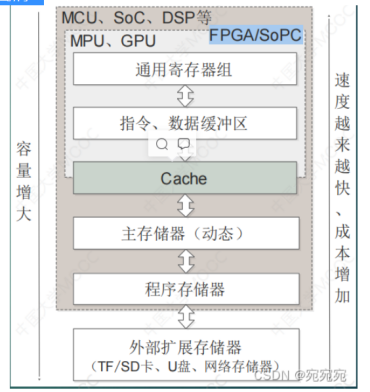 MCU、SoC、DSP等
FPGA/SoPC
MPU、GPU
通用寄存器组
指令、数据缓冲区
Cache
主存储器（动态）
程序存储器
外部扩展存储器
（TF/SD卡、U盘、网络存储器）
容量增大
速度越来越快、成本增加
CSDN @宛宛宛